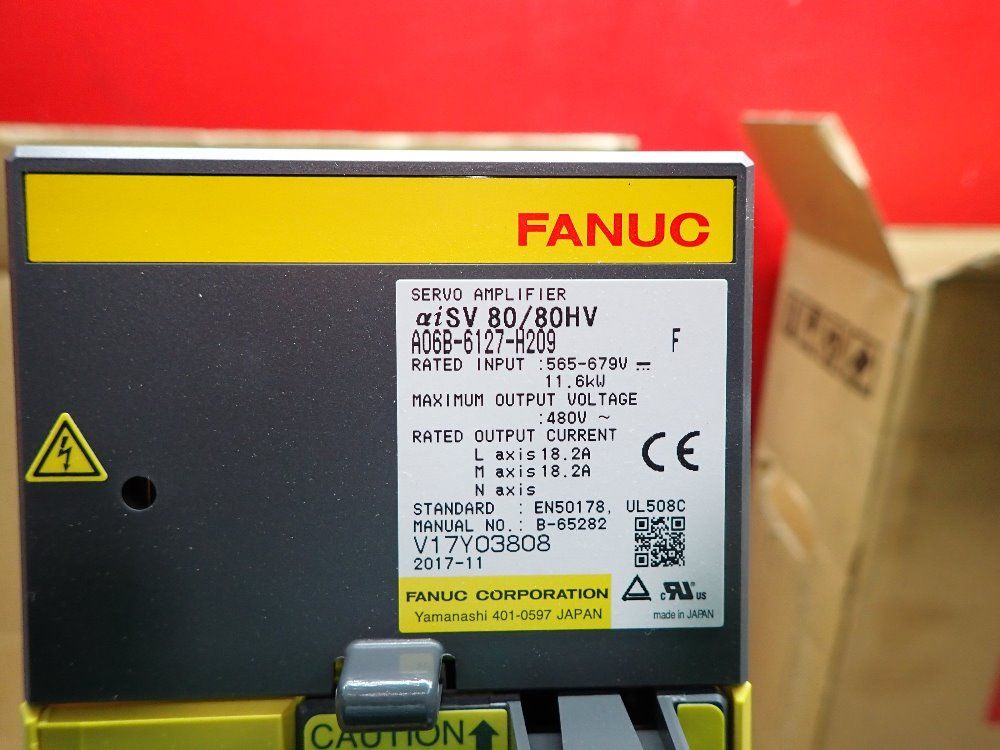 FANUC
SERVO AMPLIFIER
αiSV 80/80HV
A06B-6127-H209 F
RATED INPUT :565-679V ⎓
11.6kW
MAXIMUM OUTPUT VOLTAGE
:480V ~
RATED OUTPUT CURRENT
L axis 18.2A
M axis 18.2A
N axis
CE
STANDARD : EN50178, UL508C
MANUAL NO.: B-65282
V17Y03808
2017-11
FANUC CORPORATION
Yamanashi 401-0597 JAPAN
c RU US
made in JAPAN
CAUTION